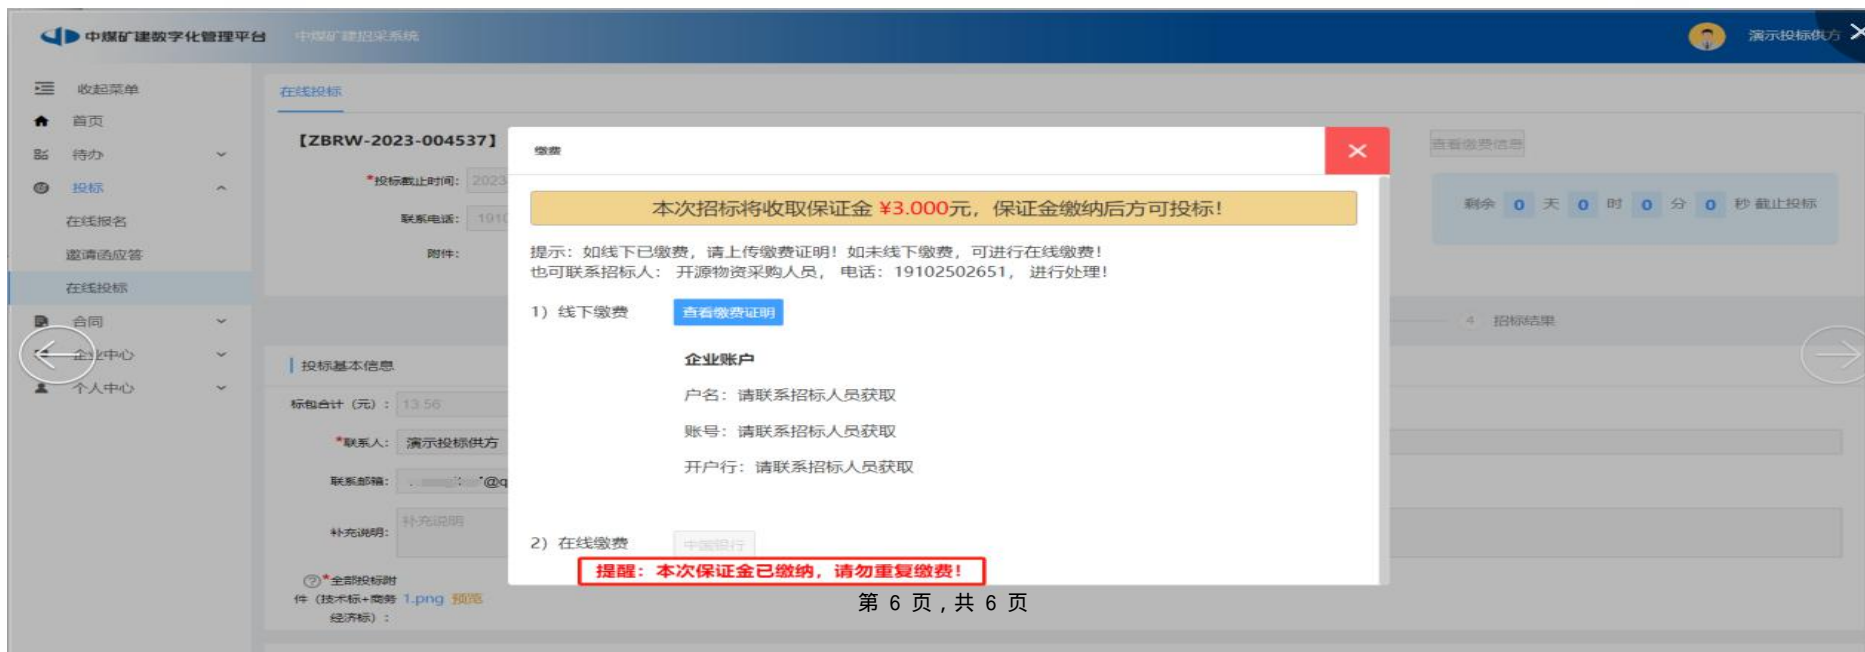 中煤矿建数字化管理平台 中煤矿建招采系统 演示投标供方
收起菜单
首页
待办
投标
在线报名
邀请函应答
在线投标
合同
企业中心
个人中心
在线投标
【ZBRW-2023-004537】
查看缴费信息
*投标截止时间: 2023
联系电话: 1910
附件:
剩余 0 天 0 时 0 分 0 秒 截止投标
4 招标结果
投标基本信息
标包合计（元）: 13.56
*联系人: 演示投标供方
联系邮箱: @q
补充说明: 补充说明
*全部投标附
件（技术标+商务 1.png 预览
经济标）:
缴费
本次招标将收取保证金 ¥3.000元，保证金缴纳后方可投标！
提示：如线下已缴费，请上传缴费证明！如未线下缴费，可进行在线缴费！
也可联系招标人： 开源物资采购人员， 电话：19102502651， 进行处理！
1）线下缴费 查看缴费证明
企业账户
户名：请联系招标人员获取
账号：请联系招标人员获取
开户行：请联系招标人员获取
2）在线缴费 中国银行
提醒：本次保证金已缴纳，请勿重复缴费！
第 6 页 , 共 6 页